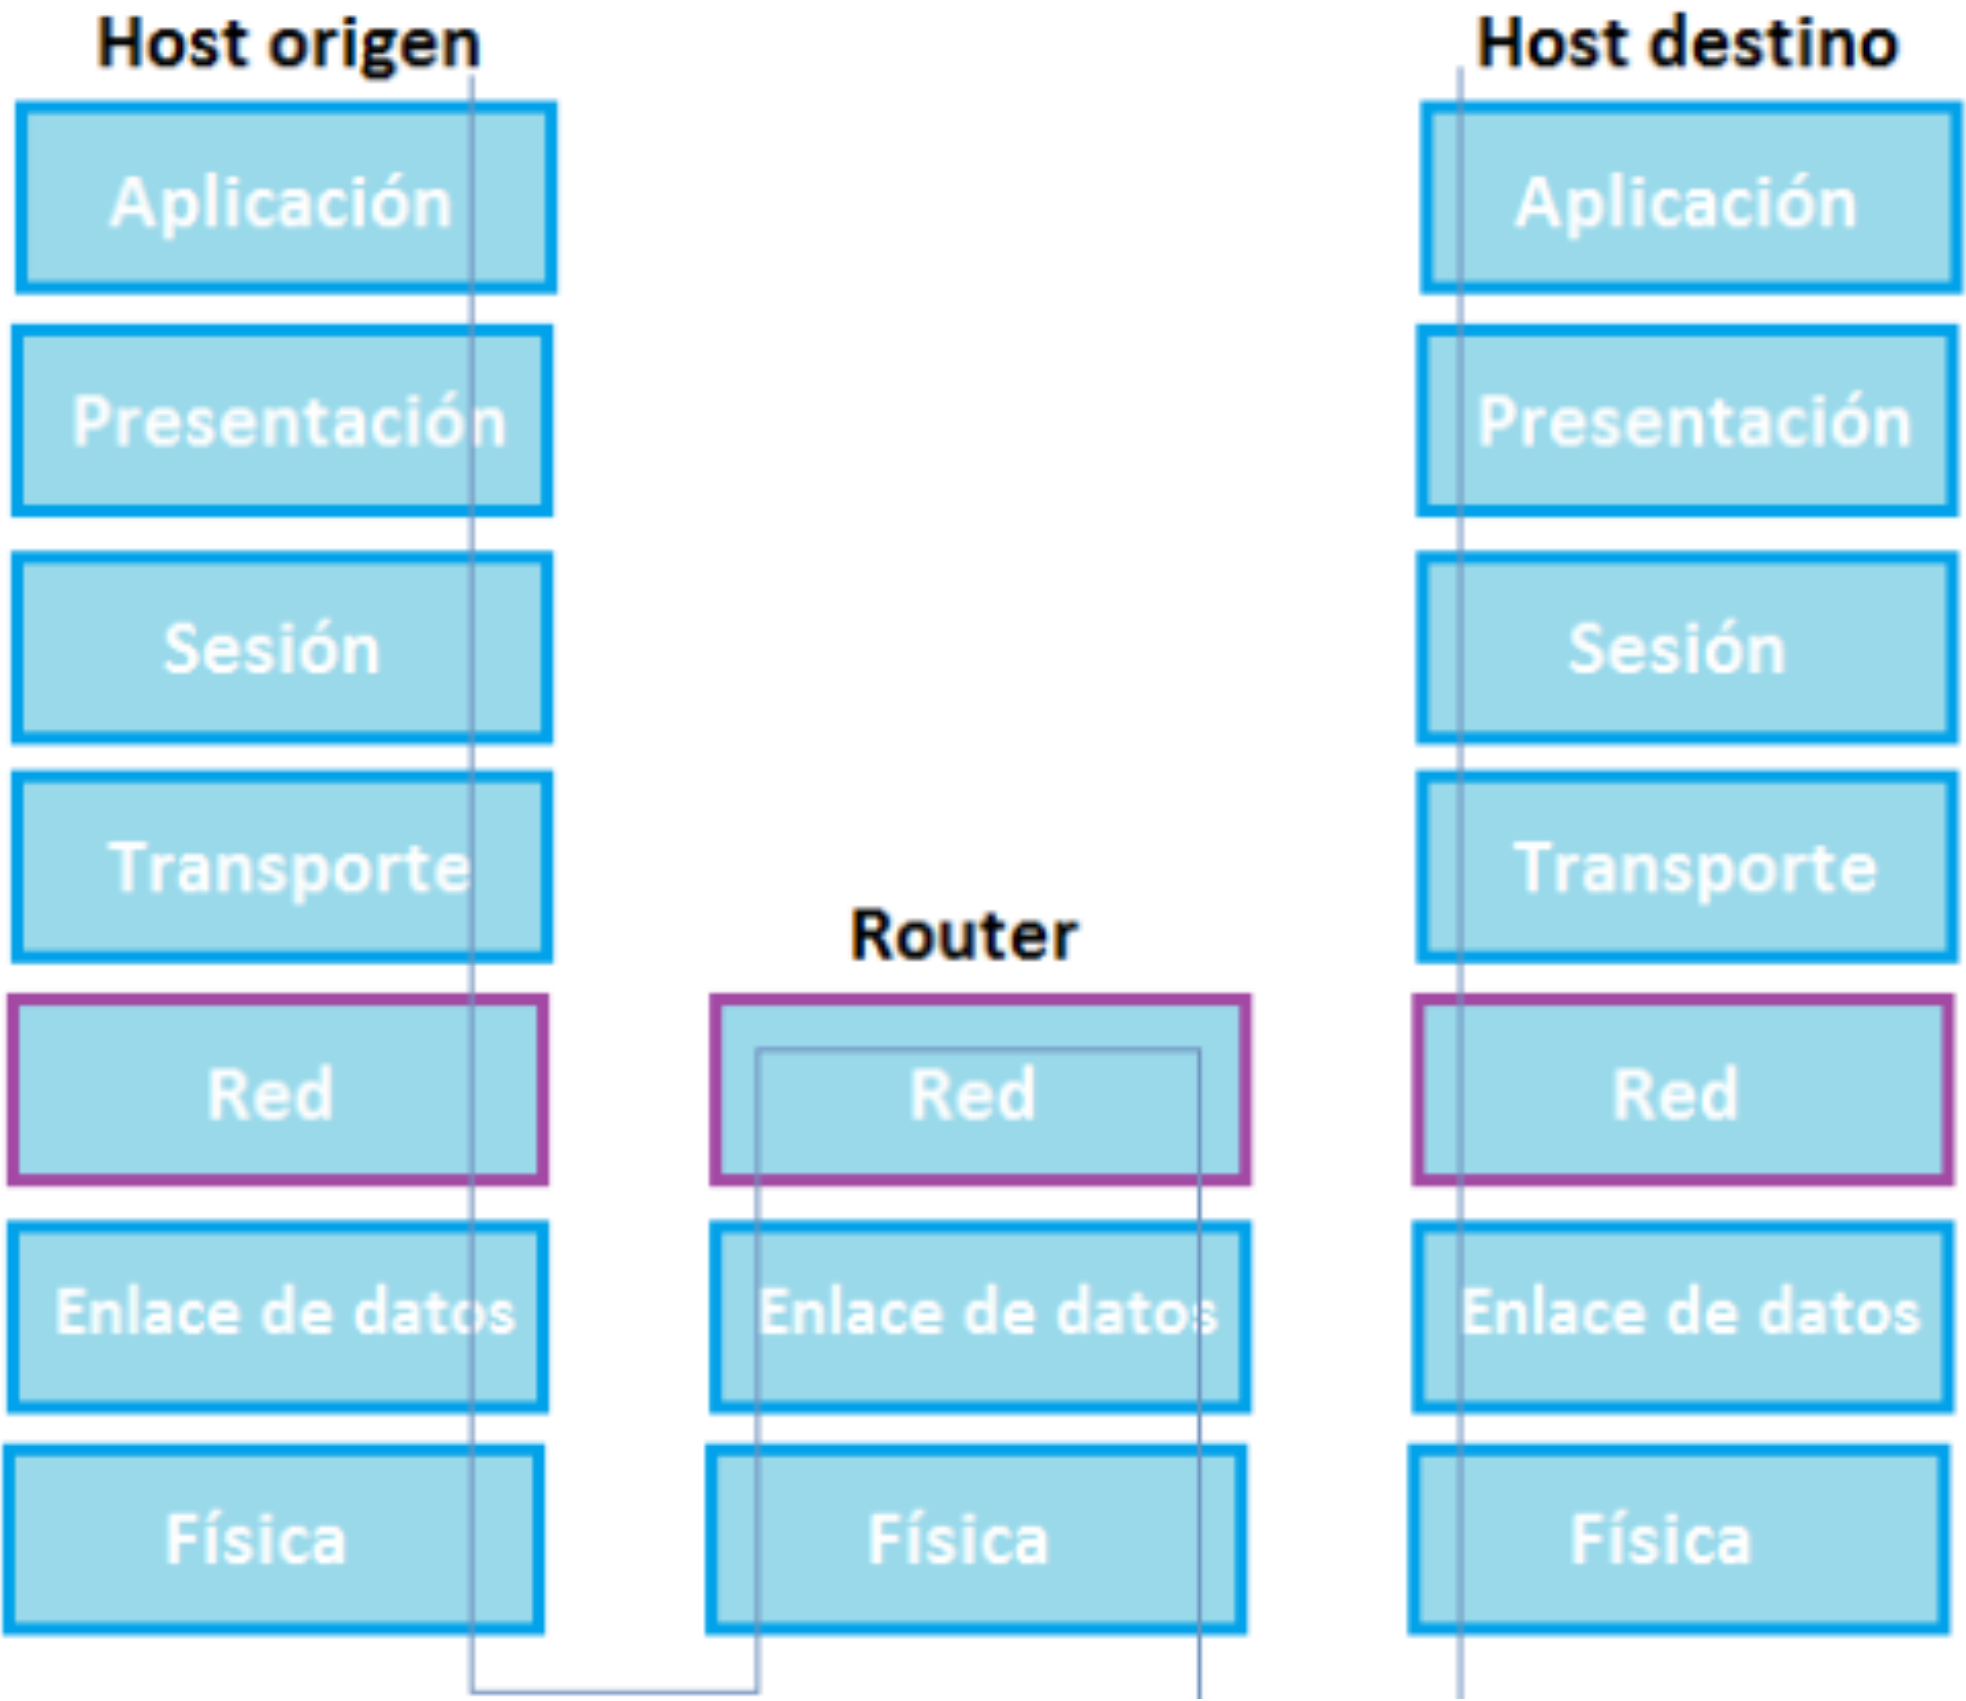 Host origen
Aplicación
Presentación
Sesión
Transporte
Red
Enlace de datos
Física
Router
Red
Enlace de datos
Física
Host destino
Aplicación
Presentación
Sesión
Transporte
Red
Enlace de datos
Física